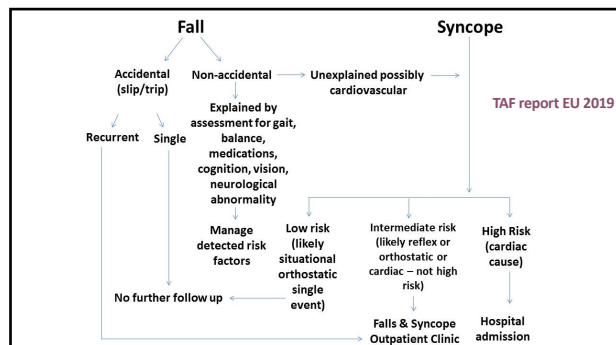 Fall
Syncope
Accidental
(slip/trip)
Non-accidental
Unexplained possibly
cardiovascular
TAF report EU 2019
Explained by
assessment for gait,
balance,
medications,
cognition, vision,
neurological
abnormality
Recurrent
Single
Manage
detected risk
factors
Low risk
(likely
situational
orthostatic
single
event)
Intermediate risk
(likely reflex or
orthostatic or
cardiac – not high
risk)
High Risk
(cardiac
cause)
No further follow up
Falls & Syncope
Outpatient Clinic
Hospital
admission